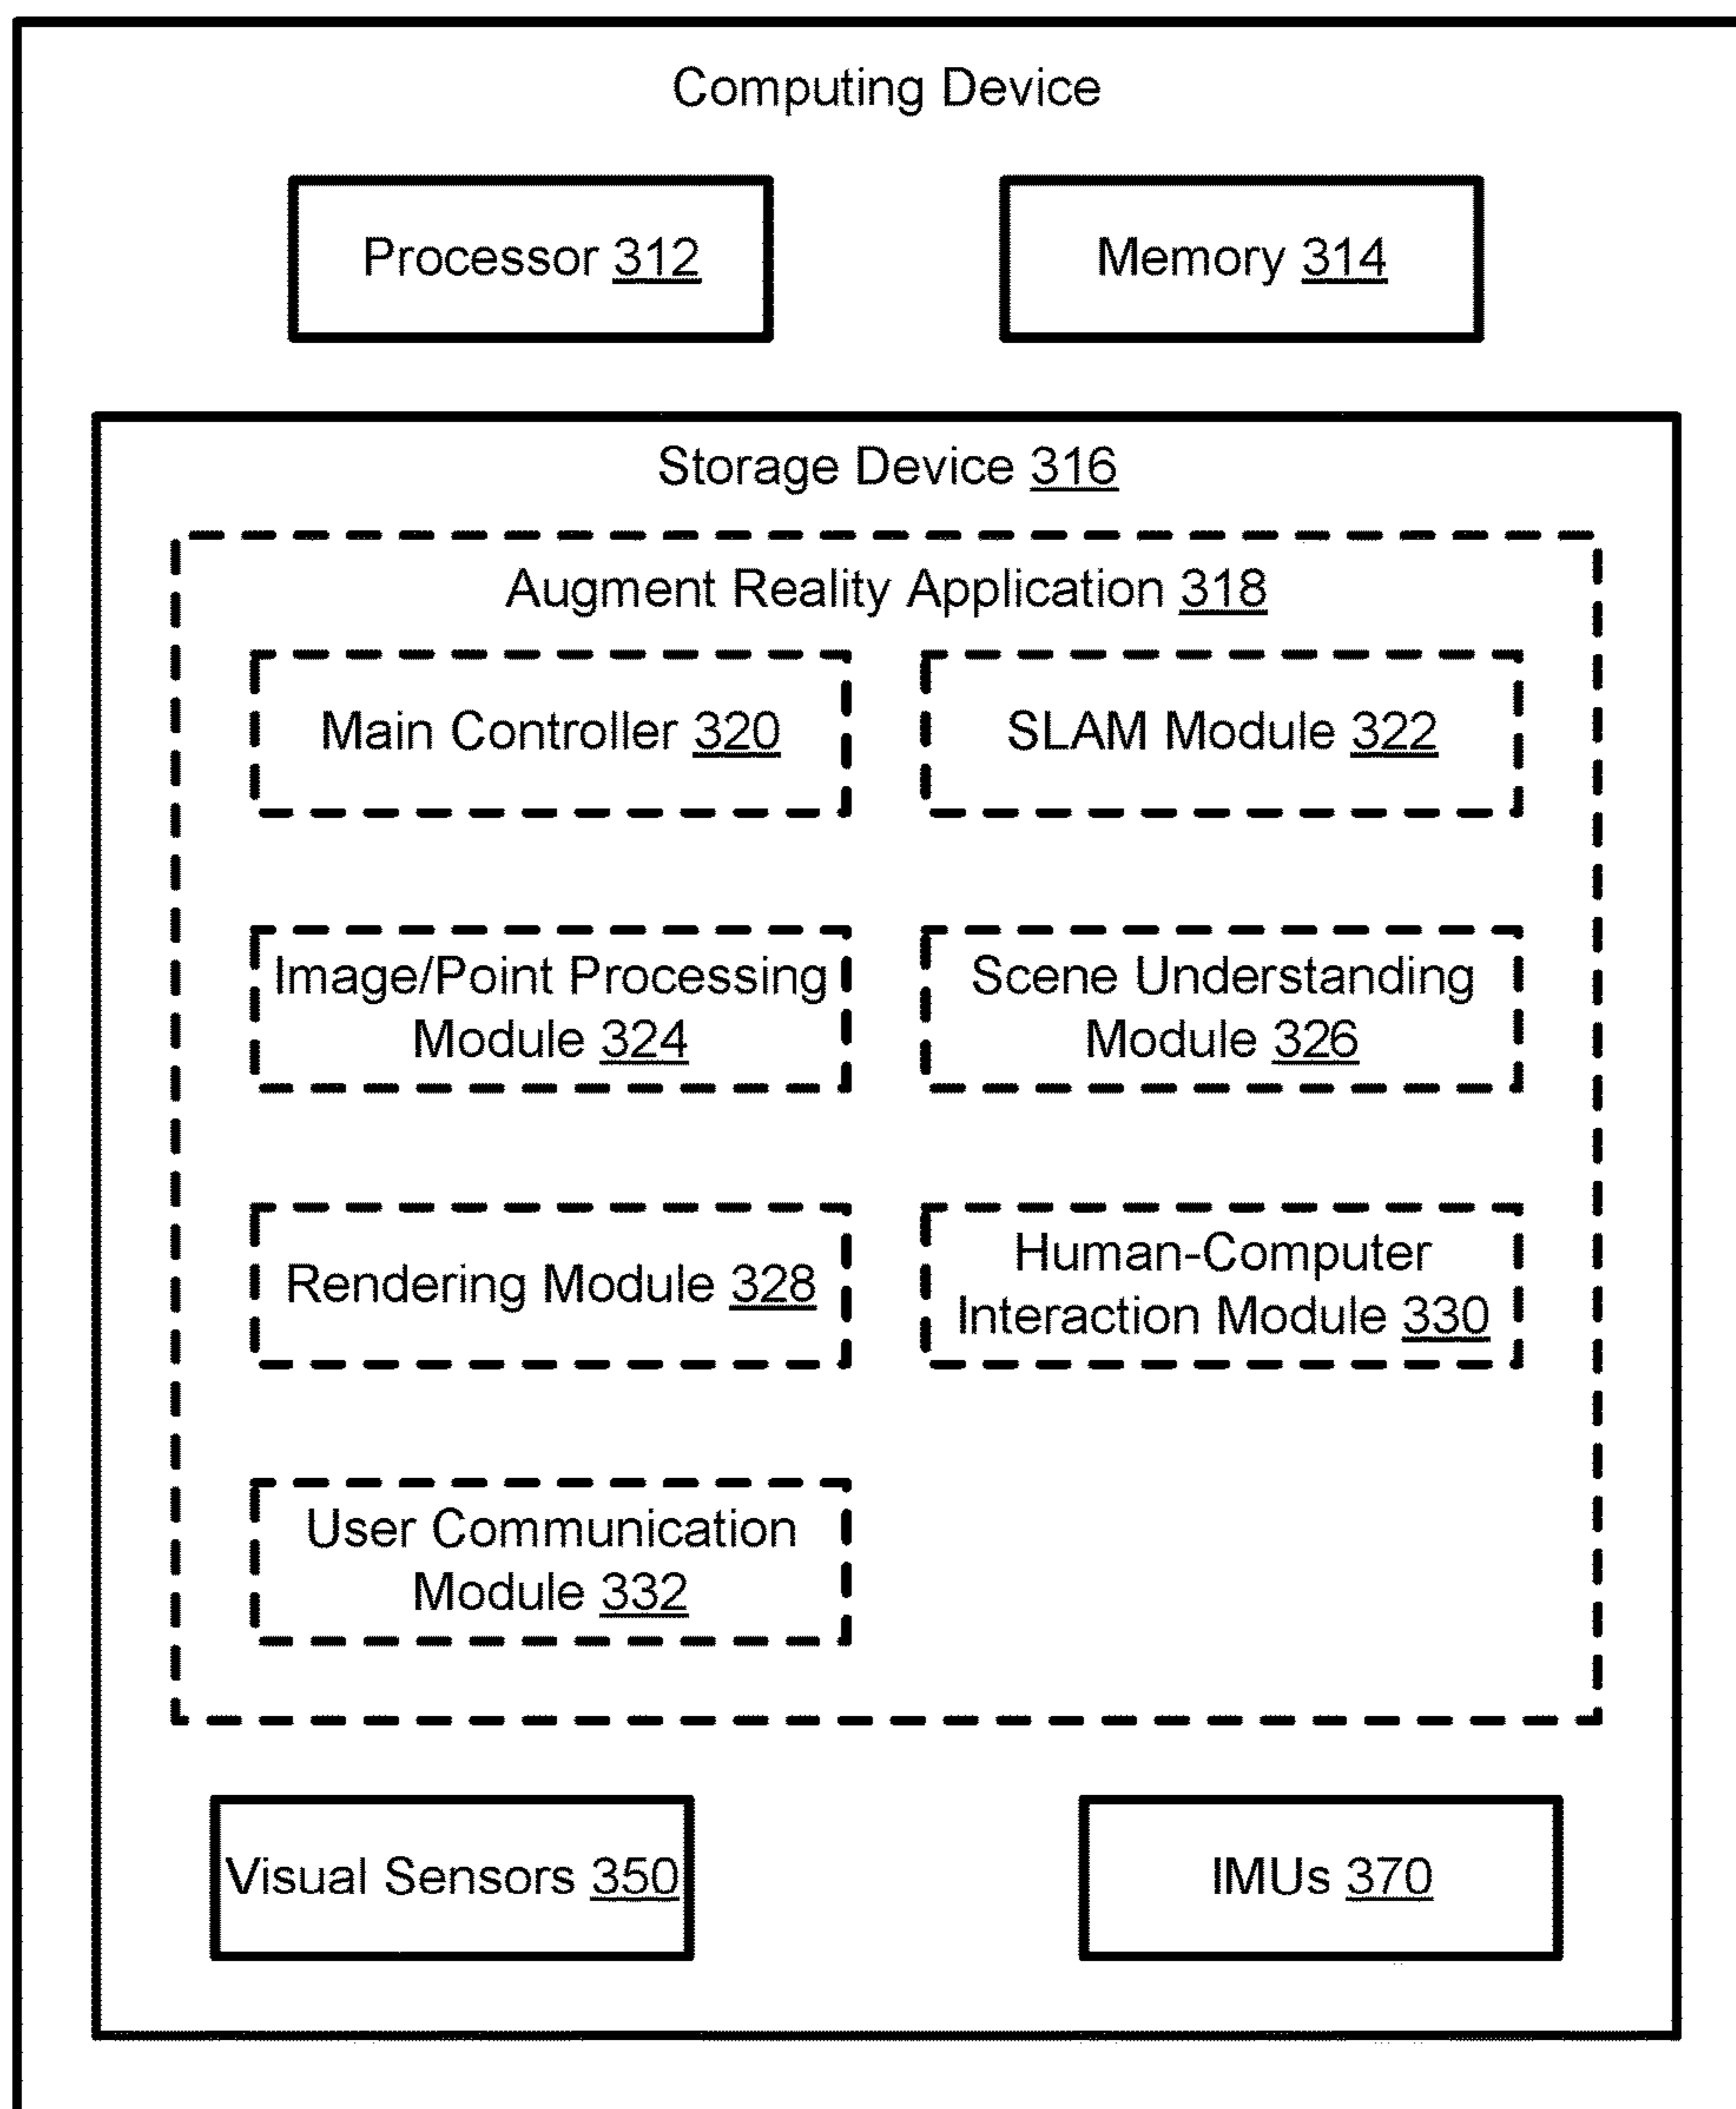 Computing Device
Processor 312
Memory 314
Storage Device 316
Augment Reality Application 318
Main Controller 320
SLAM Module 322
Image/Point Processing
Module 324
Scene Understanding
Module 326
Rendering Module 328
Human-Computer
Interaction Module 330
User Communication
Module 332
Visual Sensors 350
IMUs 370